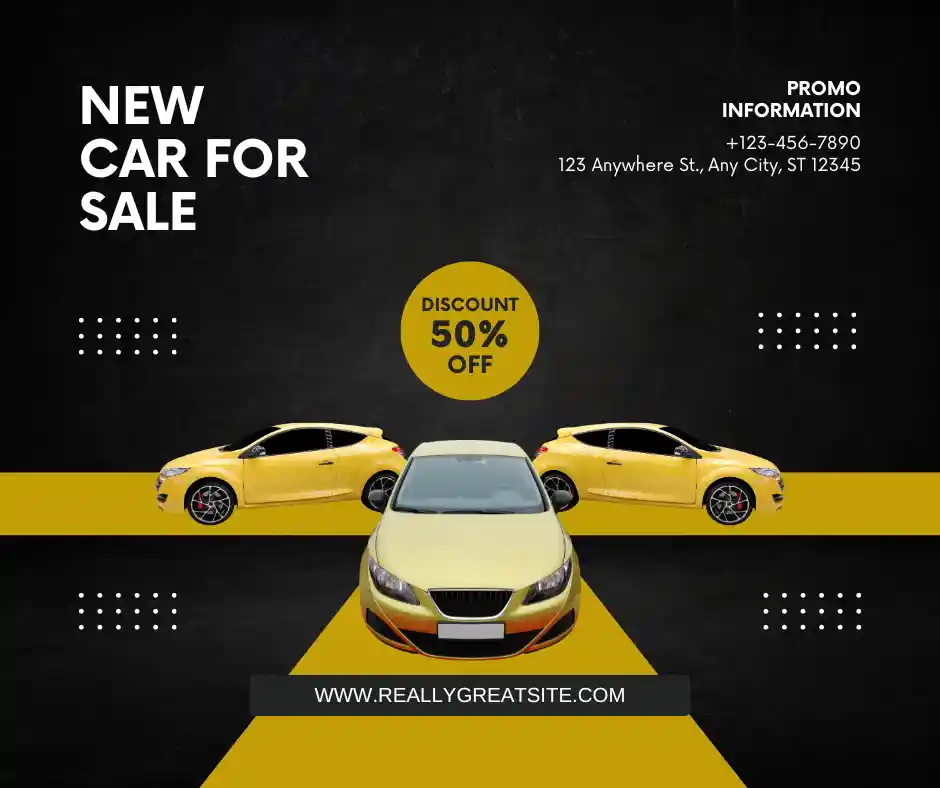 NEW
CAR FOR
SALE
PROMO
INFORMATION
+123-456-7890
123 Anywhere St., Any City, ST 12345
DISCOUNT
50%
OFF
WWW.REALLYGREATSITE.COM